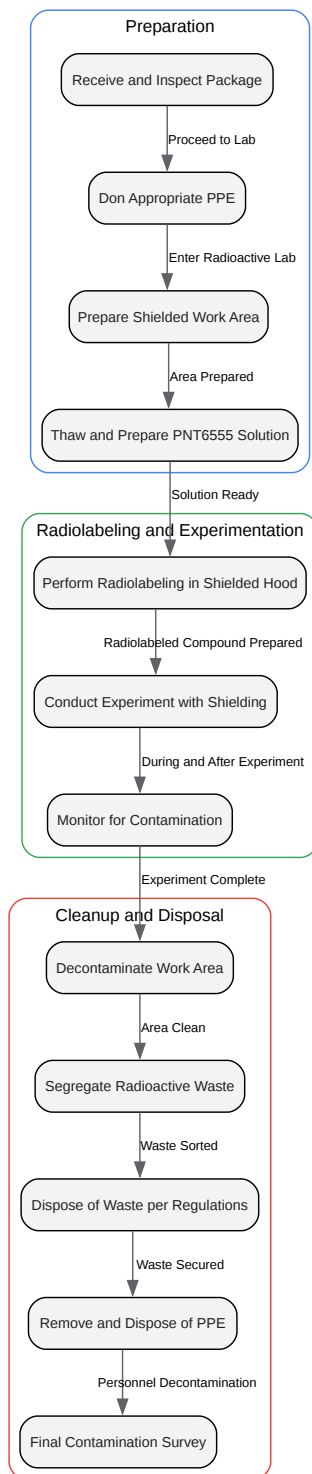 Preparation
Receive and Inspect Package
Proceed to Lab
Don Appropriate PPE
Enter Radioactive Lab
Prepare Shielded Work Area
Area Prepared
Thaw and Prepare PNT6555 Solution
Solution Ready
Radiolabeling and Experimentation
Perform Radiolabeling in Shielded Hood
Radiolabeled Compound Prepared
Conduct Experiment with Shielding
During and After Experiment
Monitor for Contamination
Experiment Complete
Cleanup and Disposal
Decontaminate Work Area
Area Clean
Segregate Radioactive Waste
Waste Sorted
Dispose of Waste per Regulations
Waste Secured
Remove and Dispose of PPE
Personnel Decontamination
Final Contamination Survey